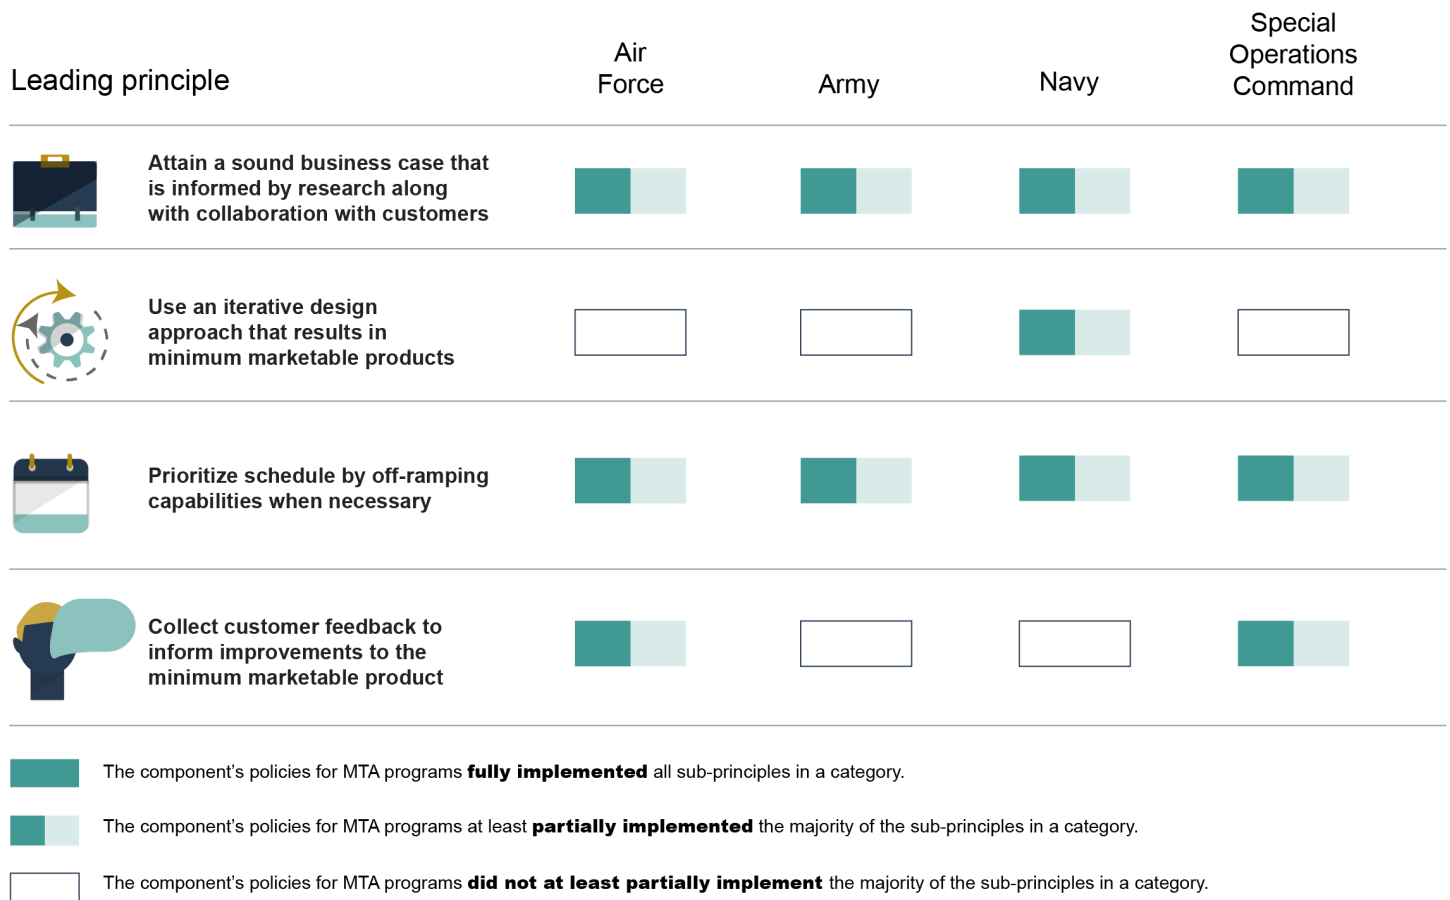 Leading principle
Air
Force
Army
Navy
Special
Operations
Command
Attain a sound business case that
is informed by research along
with collaboration with customers
Use an iterative design
approach that results in
minimum marketable products
Prioritize schedule by off-ramping
capabilities when necessary
Collect customer feedback to
inform improvements to the
minimum marketable product
The component’s policies for MTA programs fully implemented all sub-principles in a category.
The component’s policies for MTA programs at least partially implemented the majority of the sub-principles in a category.
The component’s policies for MTA programs did not at least partially implement the majority of the sub-principles in a category.